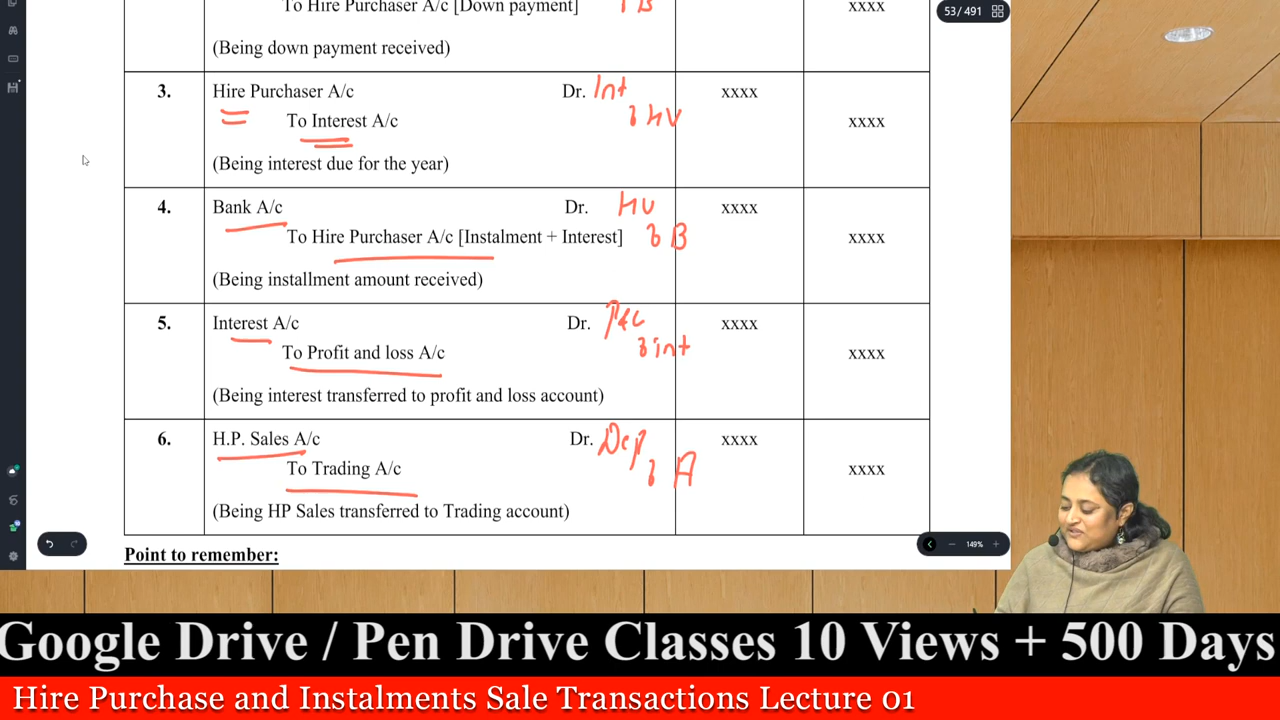 To Hire Purchaser A/c [Down payment]
xxxx
53/ 491
(Being down payment received)
3.
Hire Purchaser A/c Dr. Int xxxx
To Interest A/c xxxx
(Being interest due for the year)
4.
Bank A/c Dr. xxxx
To Hire Purchaser A/c [Instalment + Interest] B xxxx
(Being installment amount received)
5.
Interest A/c Dr. xxxx
To Profit and loss A/c int xxxx
(Being interest transferred to profit and loss account)
6.
H.P. Sales A/c Dr. Dep xxxx
To Trading A/c A xxxx
(Being HP Sales transferred to Trading account)
149%
Point to remember:
Google Drive / Pen Drive Classes 10 Views + 500 Days
Hire Purchase and Instalments Sale Transactions Lecture 01